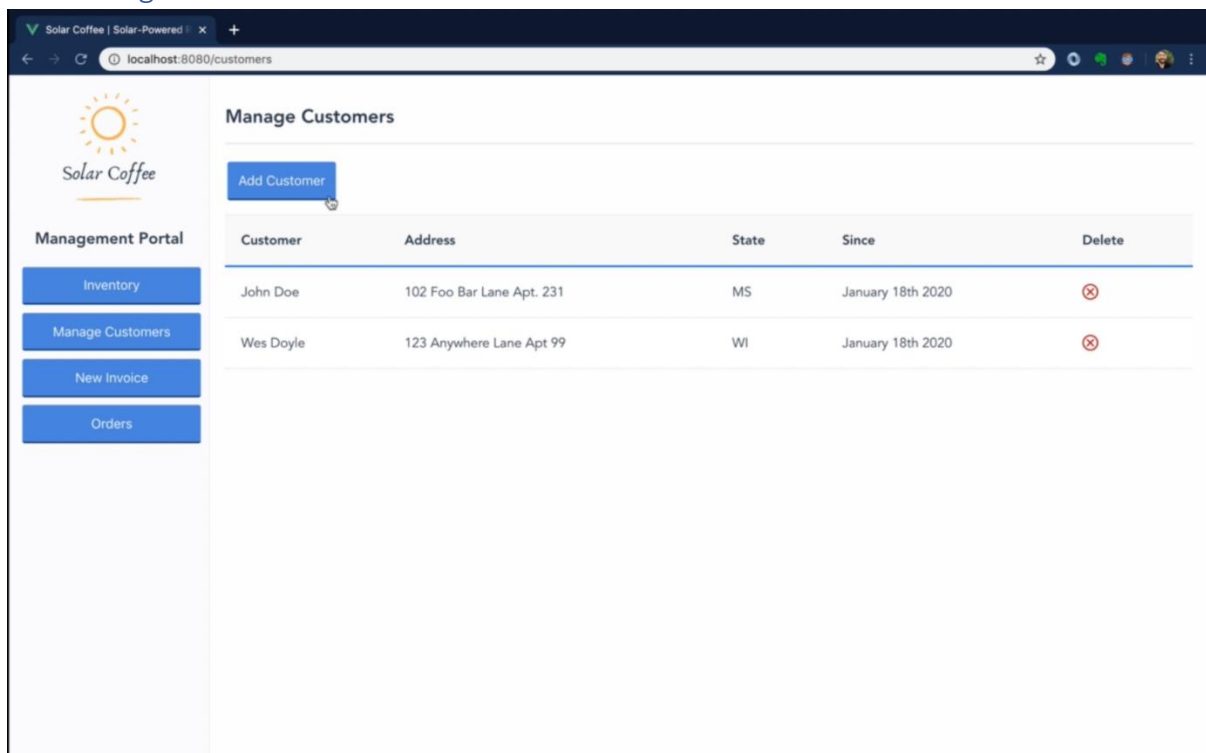 Solar Coffee | Solar-Powered
localhost:8080/customers
Solar Coffee
Management Portal
Inventory
Manage Customers
New Invoice
Orders
Manage Customers
Add Customer
Customer Address State Since Delete
John Doe 102 Foo Bar Lane Apt. 231 MS January 18th 2020
Wes Doyle 123 Anywhere Lane Apt 99 WI January 18th 2020